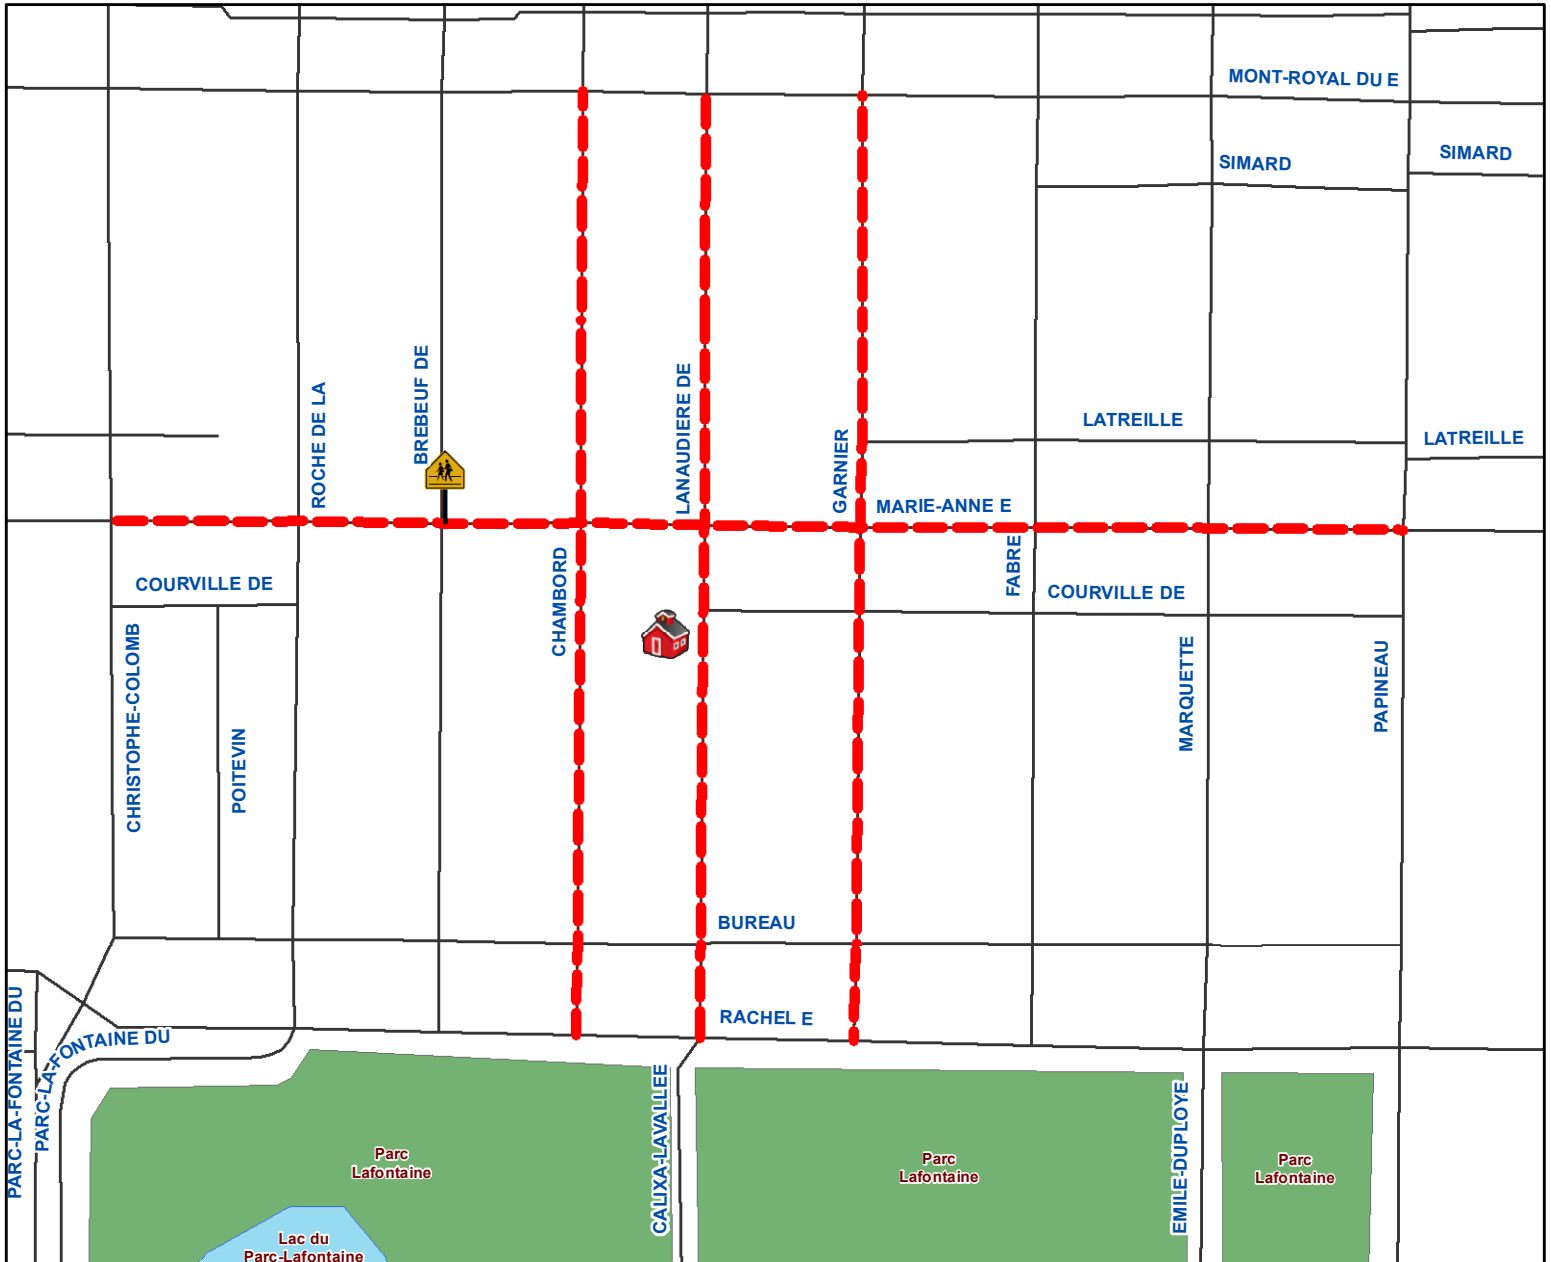 MONT-ROYAL DU E
SIMARD
SIMARD
LATREILLE
LATREILLE
ROCHE DE LA
BREBEUF DE
LANAUDIERE DE
GARNIER
MARIE-ANNE E
CHAMBORD
FABRE
COURVILLE DE
COURVILLE DE
CHRISTOPHE-COLOMB
POITEVIN
MARQUETTE
PAPINEAU
BUREAU
RACHEL E
PARC-LA-FONTAINE DU
PARC-LA-FONTAINE DU
CALIXA-LAVALLEE
EMILE-DUPLOYE
Parc
Lafontaine
Parc
Lafontaine
Parc
Lafontaine
Lac du
Parc-Lafontaine